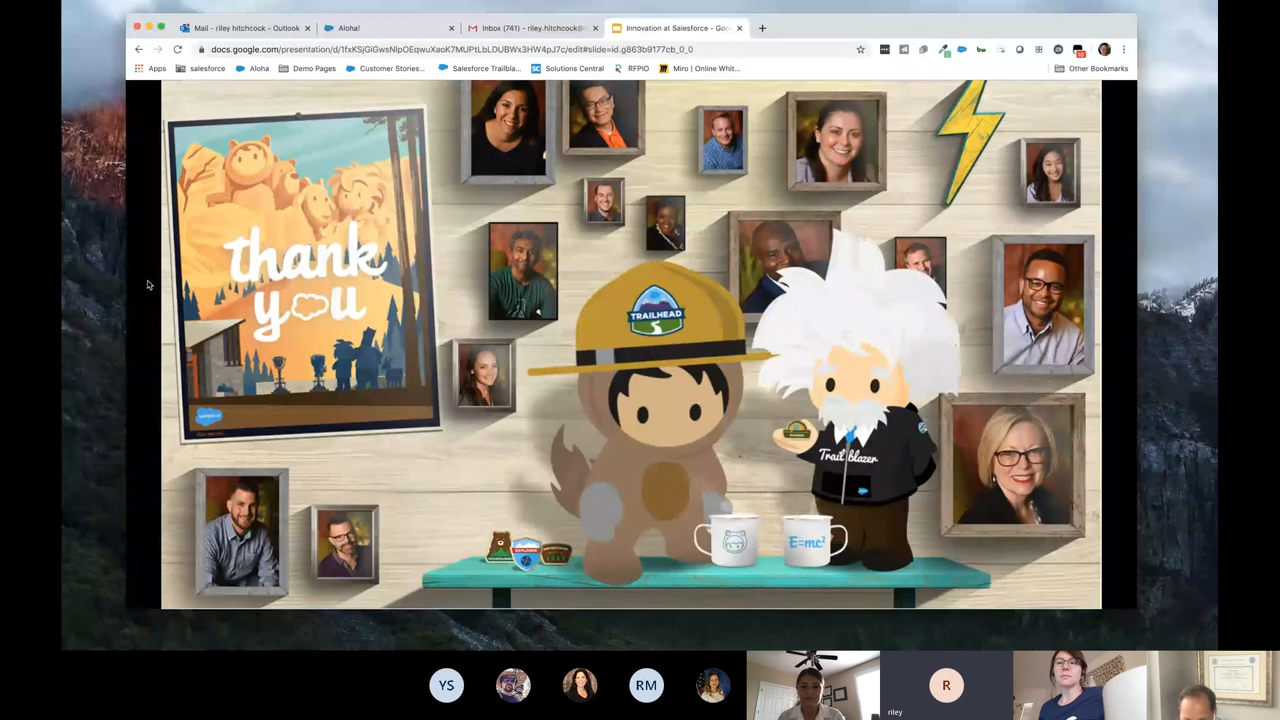 Mail - riley hitchcock - Outlook
Aloha!
Inbox (741) - riley.hitchcock@
Innovation at Salesforce - Goo
docs.google.com/presentation/d/1fxKSjGiGwsNlpOEqwuXaoK7MUPtLbLDUBWx3HW4pJ7c/edit#slide=id.g863b9177cb_0_0
Apps
salesforce
Aloha
Demo Pages
Customer Stories...
Salesforce Trailbla...
Solutions Central
RFPIO
Miro | Online Whit...
Other Bookmarks
thank
you
TRAILHEAD
Trailblazer
EXPLORER
E=mc²
YS
RM
R
riley